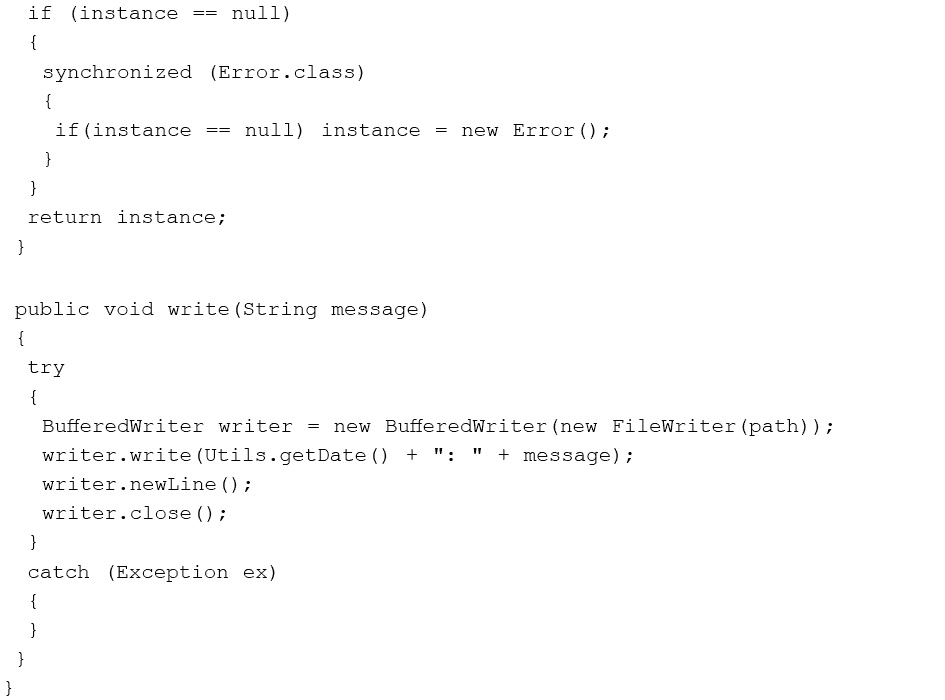 if (instance == null)
{
synchronized (Error.class)
{
if(instance == null) instance = new Error();
}
}
return instance;
}
public void write(String message)
{
try
{
BufferedWriter writer = new BufferedWriter(new FileWriter(path));
writer.write(Utils.getDate() + ": " + message);
writer.newLine();
writer.close();
}
catch (Exception ex)
{
}
}
}